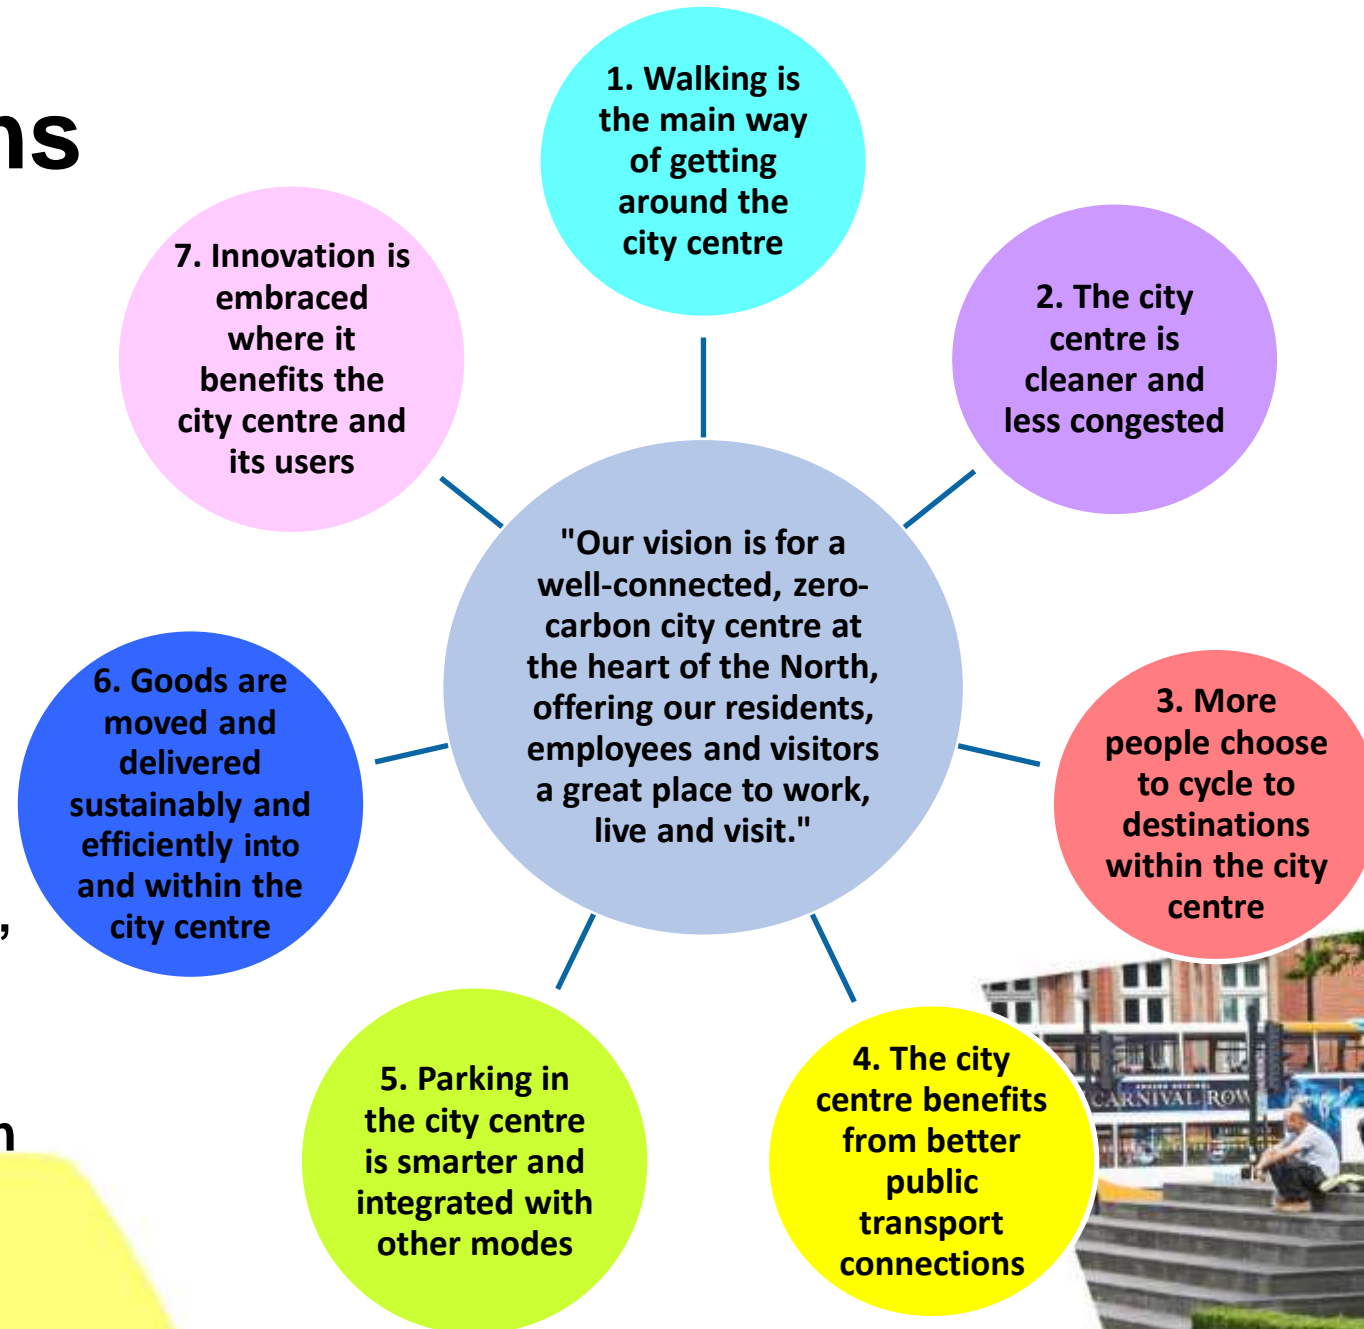 ns
1. Walking is
the main way
of getting
around the
city centre
2. The city
centre is
cleaner and
less congested
3. More
people choose
to cycle to
destinations
within the city
centre
4. The city
centre benefits
from better
public
transport
connections
5. Parking in
the city centre
is smarter and
integrated with
other modes
6. Goods are
moved and
delivered
sustainably and
efficiently into
and within the
city centre
7. Innovation is
embraced
where it
benefits the
city centre and
its users
"Our vision is for a
well-connected, zero-
carbon city centre at
the heart of the North,
offering our residents,
employees and visitors
a great place to work,
live and visit."
,
n
CARNIVAL ROW